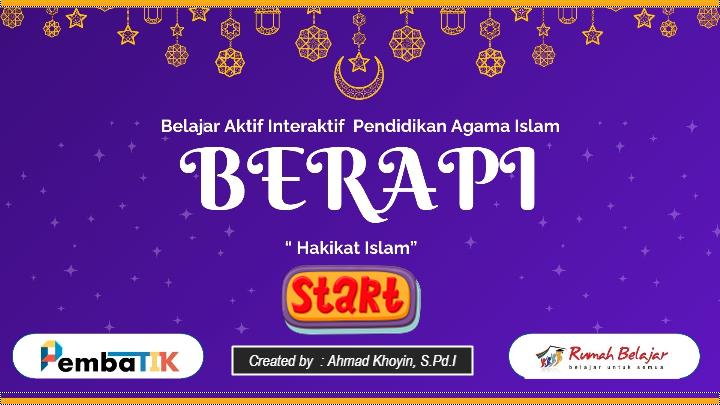 Belajar Aktif Interaktif  Pendidikan Agama Islam
BERAPI
“ Hakikat Islam”
Start
PembaTIK
Created by  : Ahmad Khoyin, S.Pd.I
Rumah Belajar
belajar untuk semua